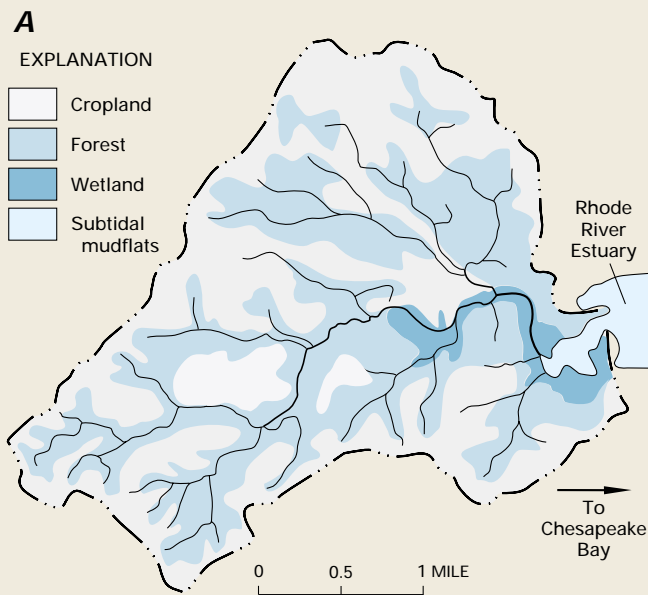 A
EXPLANATION
Cropland
Forest
Wetland
Subtidal
mudflats
Rhode
River
Estuary
To
Chesapeake
Bay
0 0.5 1 MILE